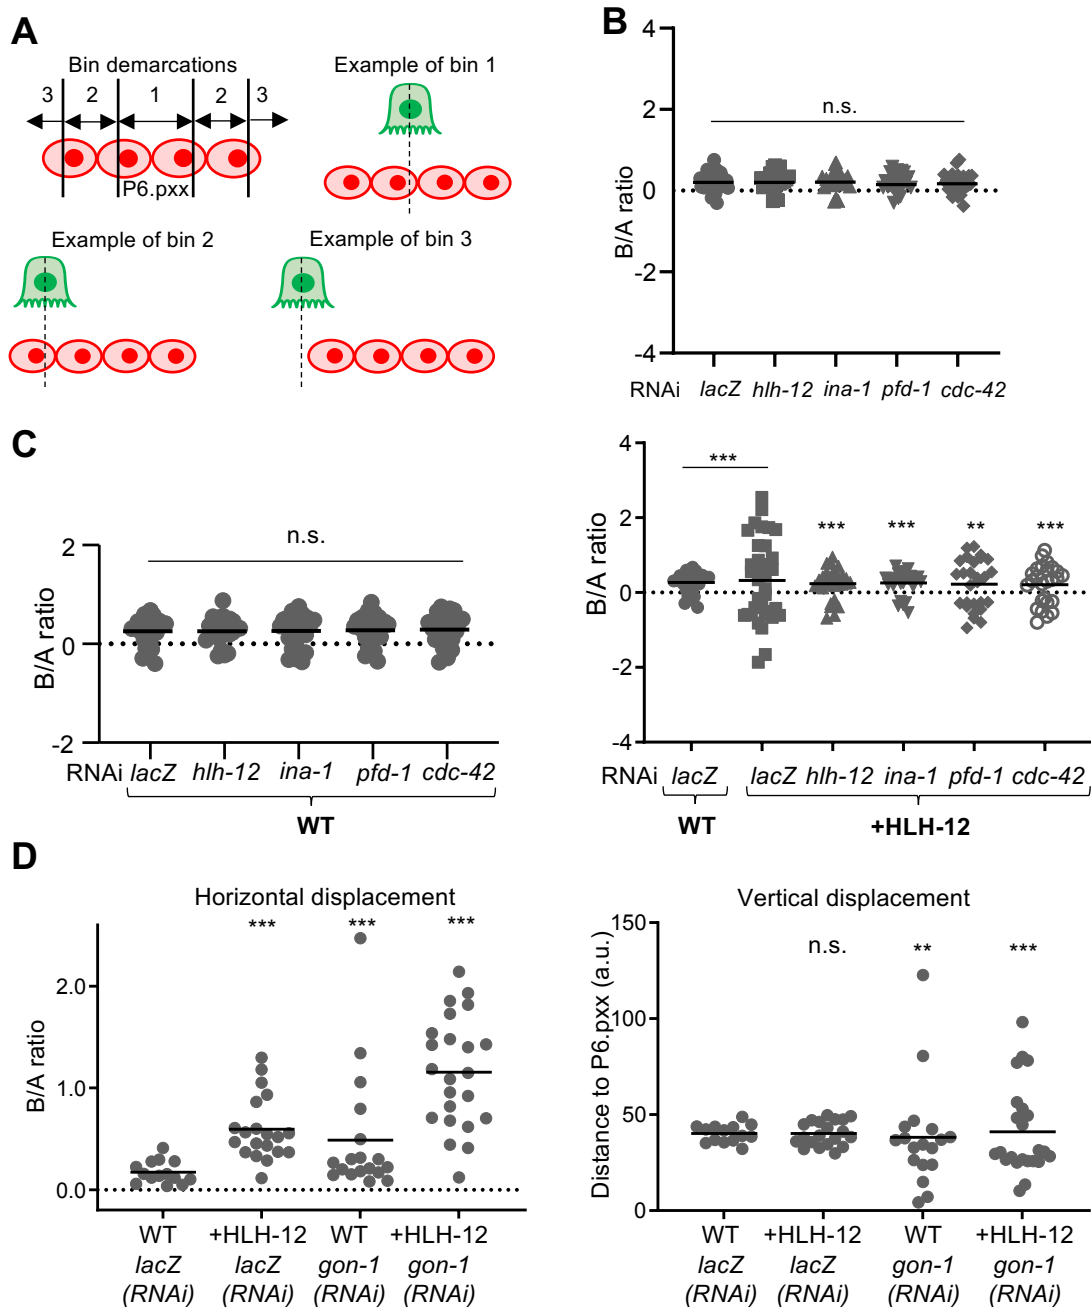 A
Bin demarcations
3 2 1 2 3
P6.pxx
Example of bin 1
Example of bin 2
Example of bin 3
B
B/A ratio
4
2
0
-2
-4
n.s.
RNAi lacZ hlh-12 ina-1 pfd-1 cdc-42
C
B/A ratio
2
0
-2
n.s.
RNAi lacZ hlh-12 ina-1 pfd-1 cdc-42
WT
B/A ratio
4
2
0
-2
-4
***
*** *** ** ***
RNAi lacZ lacZ hlh-12 ina-1 pfd-1 cdc-42
WT +HLH-12
D
Horizontal displacement
*** *** ***
B/A ratio
2.0
1.0
0.0
WT +HLH-12 WT +HLH-12
lacZ lacZ gon-1 gon-1
(RNAi) (RNAi) (RNAi) (RNAi)
Vertical displacement
n.s. ** ***
Distance to P6.pxx (a.u.)
150
100
50
0
WT +HLH-12 WT +HLH-12
lacZ lacZ gon-1 gon-1
(RNAi) (RNAi) (RNAi) (RNAi)